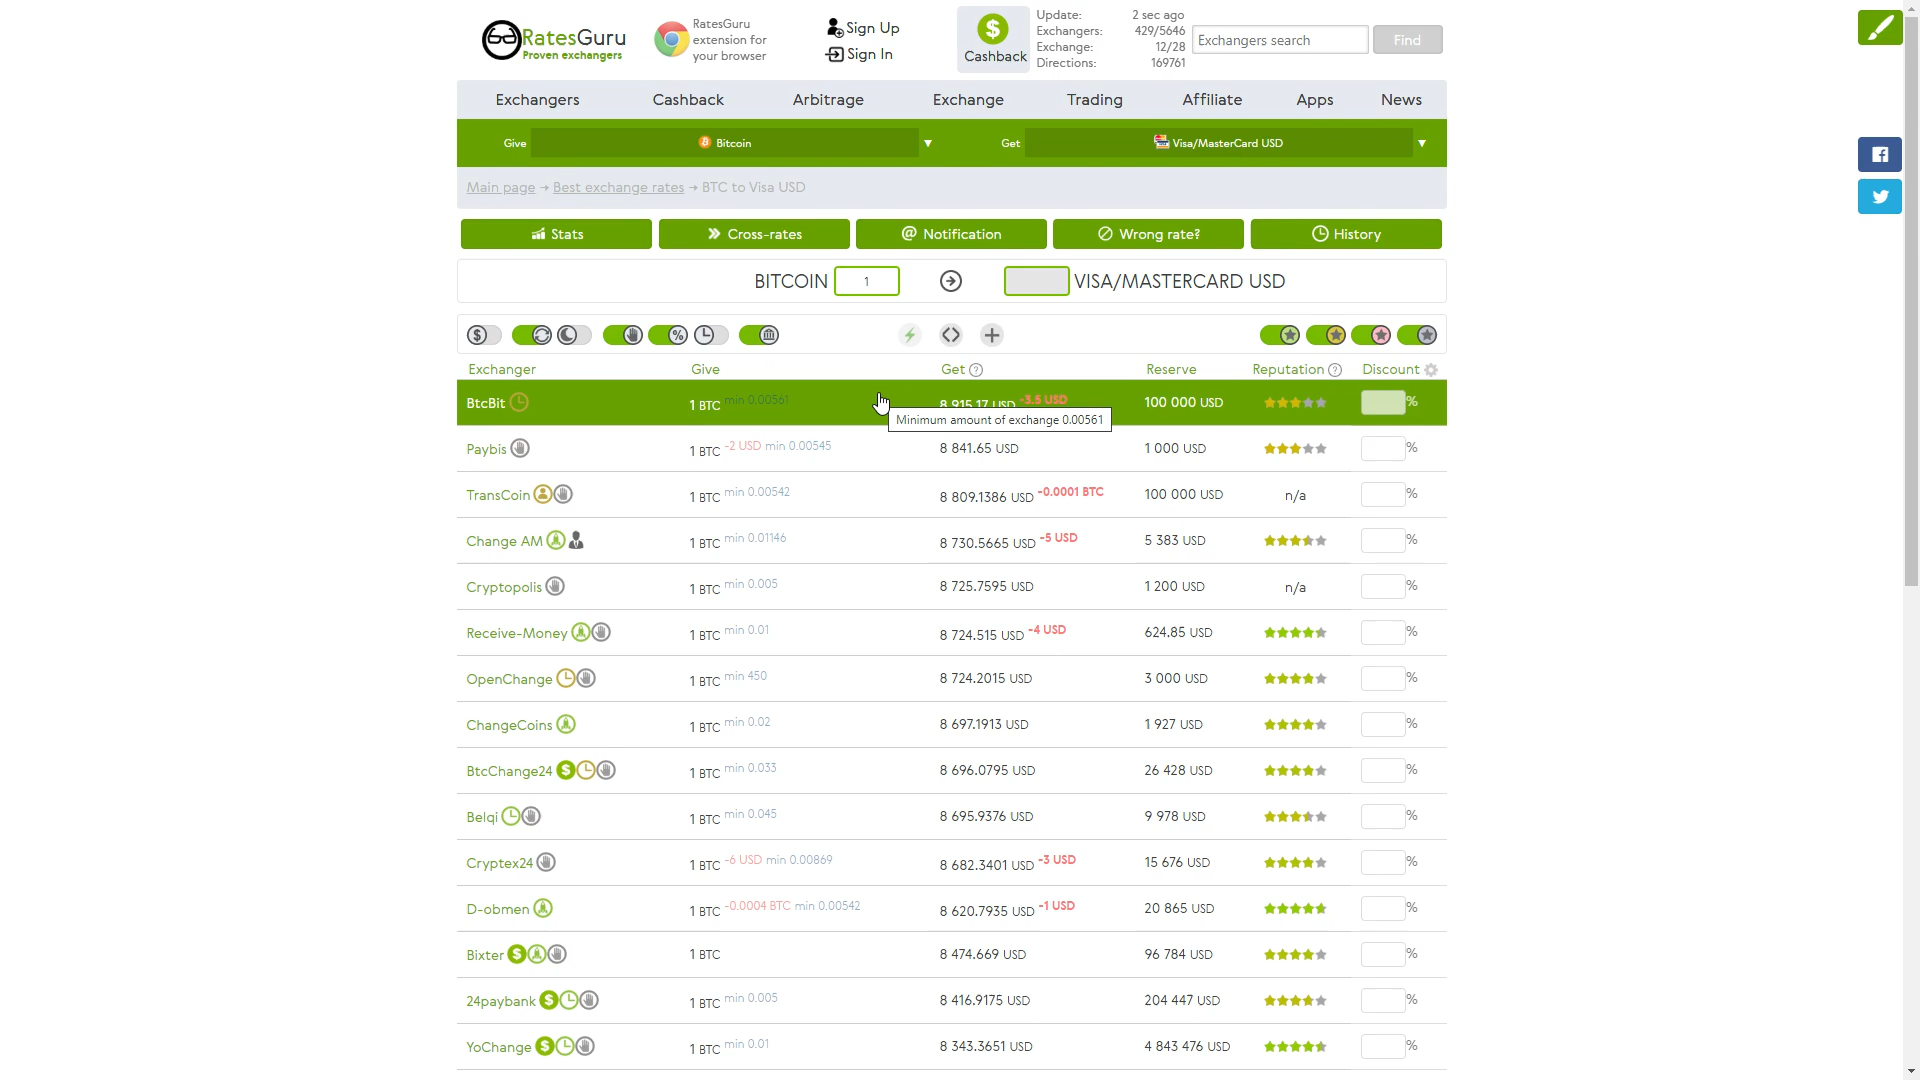 RatesGuru
Proven exchangers
RatesGuru
extension for
your browser
Sign Up
Sign In
$
Cashback
Update: 2 sec ago
Exchangers: 429/5646
Exchange: 12/28
Directions: 169761
Exchangers search
Find
Exchangers Cashback Arbitrage Exchange Trading Affiliate Apps News
Give Bitcoin ▼ Get Visa/MasterCard USD ▼
Main page → Best exchange rates → BTC to Visa USD
Stats Cross-rates @ Notification Wrong rate? History
BITCOIN 1 VISA/MASTERCARD USD
Exchanger Give Get ? Reserve Reputation ? Discount
BtcBit 1 BTC min 0.00561 8 915.17 USD -3.5 USD 100 000 USD %
Minimum amount of exchange 0.00561
Paybis 1 BTC -2 USD min 0.00545 8 841.65 USD 1 000 USD %
TransCoin 1 BTC min 0.00542 8 809.1386 USD -0.0001 BTC 100 000 USD n/a %
Change AM 1 BTC min 0.01146 8 730.5665 USD -5 USD 5 383 USD %
Cryptopolis 1 BTC min 0.005 8 725.7595 USD 1 200 USD n/a %
Receive-Money 1 BTC min 0.01 8 724.515 USD -4 USD 624.85 USD %
OpenChange 1 BTC min 450 8 724.2015 USD 3 000 USD %
ChangeCoins 1 BTC min 0.02 8 697.1913 USD 1 927 USD %
BtcChange24 $ 1 BTC min 0.033 8 696.0795 USD 26 428 USD %
Belqi 1 BTC min 0.045 8 695.9376 USD 9 978 USD %
Cryptex24 1 BTC -6 USD min 0.00869 8 682.3401 USD -3 USD 15 676 USD %
D-obmen 1 BTC -0.0004 BTC min 0.00542 8 620.7935 USD -1 USD 20 865 USD %
Bixter $ 1 BTC 8 474.669 USD 96 784 USD %
24paybank $ 1 BTC min 0.005 8 416.9175 USD 204 447 USD %
YoChange $ 1 BTC min 0.01 8 343.3651 USD 4 843 476 USD %